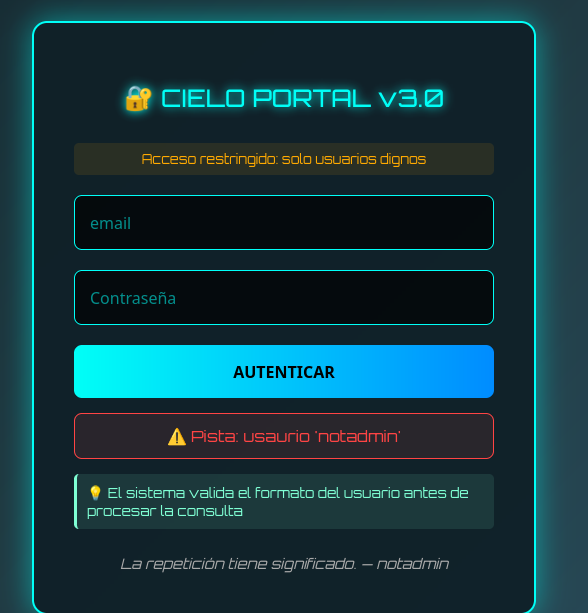 🔐 CIELO PORTAL v3.0
Acceso restringido: solo usuarios dignos
email
Contraseña
AUTENTICAR
⚠️ Pista: usaurio 'notadmin'
💡 El sistema valida el formato del usuario antes de
procesar la consulta
La repetición tiene significado. — notadmin